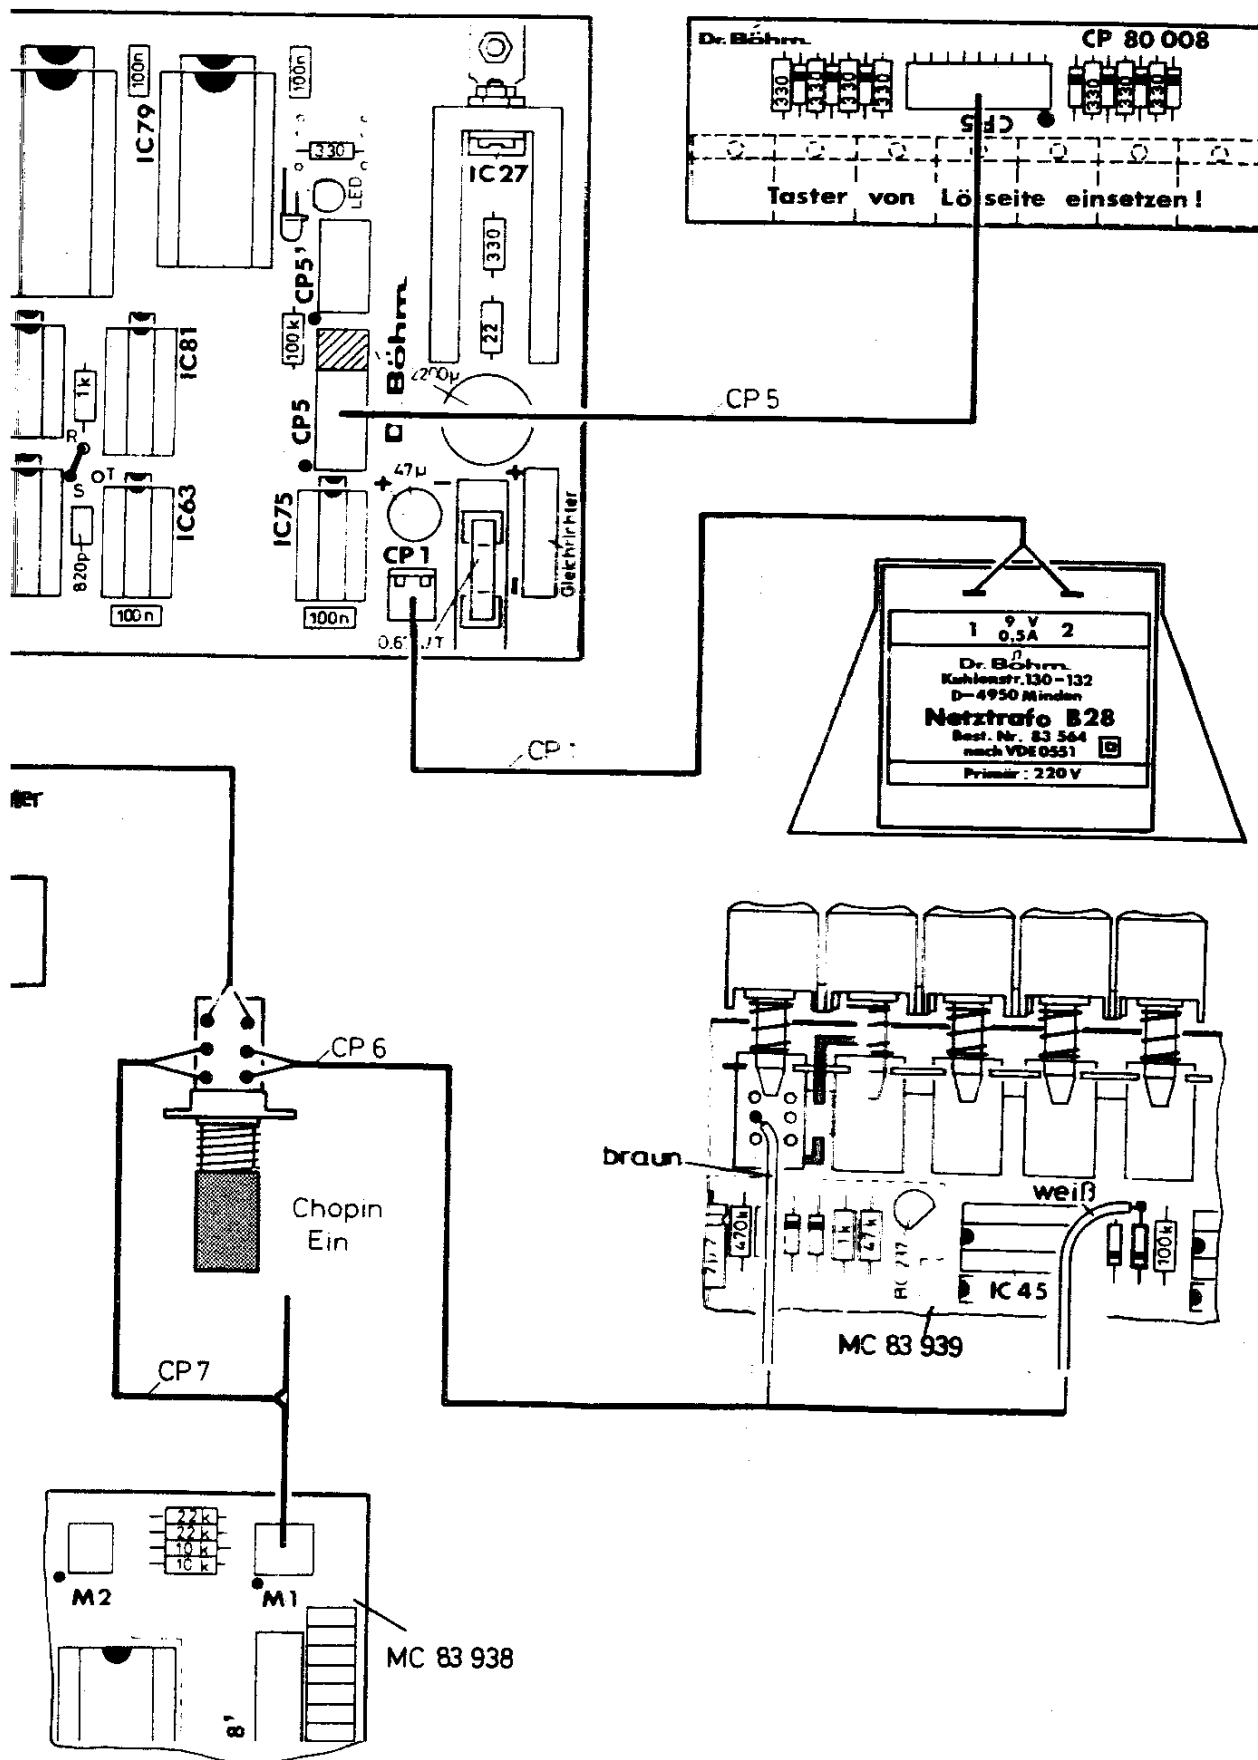 100n
100n
IC79
330
LED
IC27
CP5'
330
100k
22
IC81
1k
2200µ
Böhm
CP5
R
S
T
47µ
+
-
+
-
IC63
IC75
820p
CP1
Gleichrichter
100n
100n
Dr. Böhm
CP 80 008
330
330
330
330
330
330
330
CP5
Taster von Lö seite einsetzen!
CP 5
1 9 V 2
0,5A
Dr. Böhm
Kuhlenstr. 130-132
D-4950 Minden
Netztrafo B28
Best. Nr. 83 564
nach VDE 0551
Primär: 220 V
CP
CP 6
Chopin
Ein
CP 7
braun
weiß
470k
1k
47k
100k
IC 45
MC 83 939
22k
22k
10k
10k
M2
M1
MC 83 938
8'